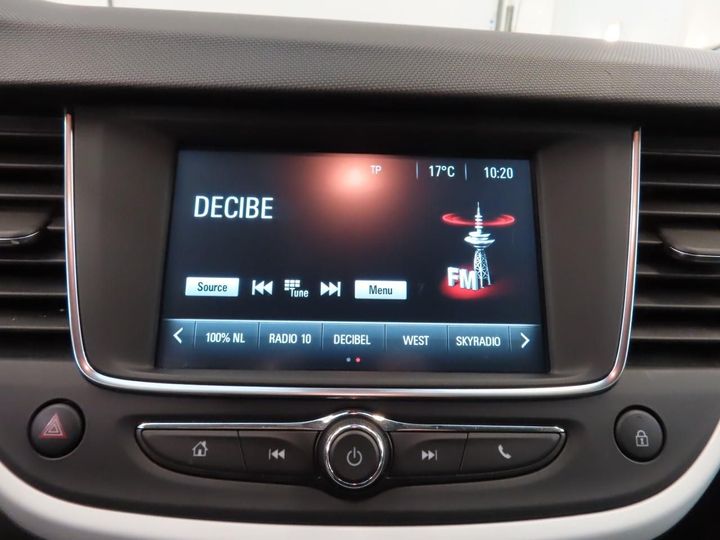 TP 17°C 10:20
DECIBE
FM
Source Tune Menu
100% NL RADIO 10 DECIBEL WEST SKYRADIO